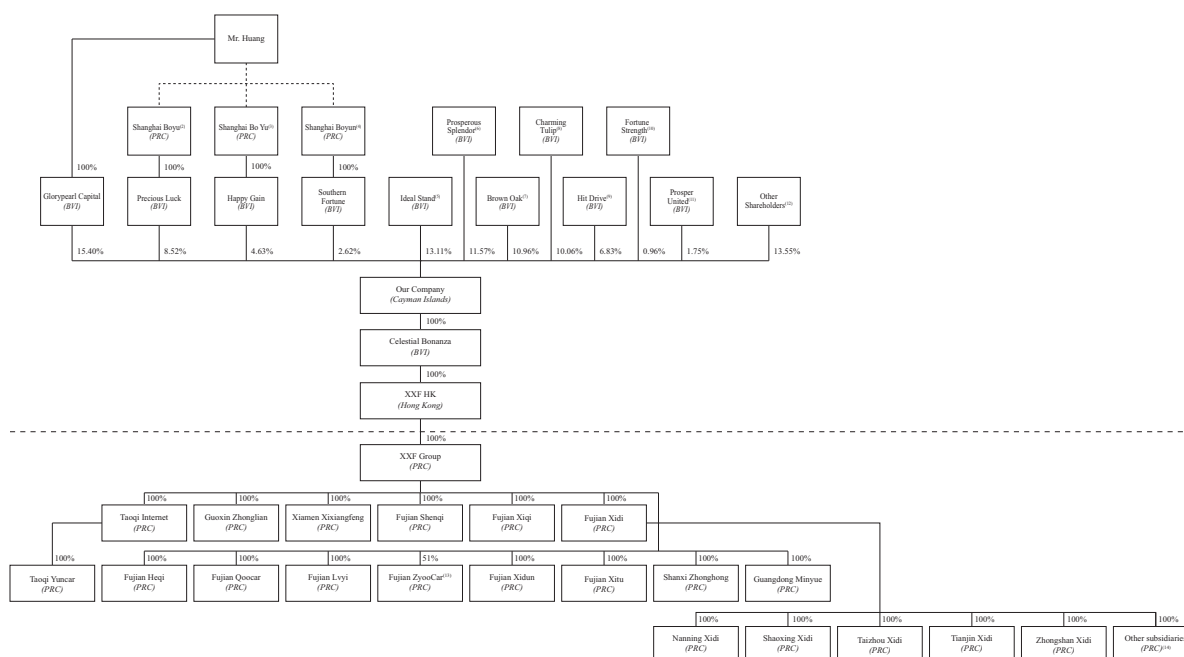 Mr. Huang
Shanghai Boyu(2)
(PRC)
Shanghai Bo Yu(3)
(PRC)
Shanghai Boyun(4)
(PRC)
Prosperous
Splendor(6)
(BVI)
Charming
Tulip(8)
(BVI)
Fortune
Strength(10)
(BVI)
100%
100%
100%
100%
Glorypearl Capital
(BVI)
Precious Luck
(BVI)
Happy Gain
(BVI)
Southern
Fortune
(BVI)
Ideal Stand(5)
(BVI)
Brown Oak(7)
(BVI)
Hit Drive(9)
(BVI)
Prosper
United(11)
(BVI)
Other
Shareholders(12)
15.40%
8.52%
4.63%
2.62%
13.11%
11.57%
10.96%
10.06%
6.83%
0.96%
1.75%
13.55%
Our Company
(Cayman Islands)
100%
Celestial Bonanza
(BVI)
100%
XXF HK
(Hong Kong)
100%
XXF Group
(PRC)
100%
100%
100%
100%
100%
100%
Taoqi Internet
(PRC)
Guoxin Zhonglian
(PRC)
Xiamen Xixiangfeng
(PRC)
Fujian Shenqi
(PRC)
Fujian Xiqi
(PRC)
Fujian Xidi
(PRC)
100%
100%
100%
100%
51%
100%
100%
100%
100%
Taoqi Yuncar
(PRC)
Fujian Heqi
(PRC)
Fujian Qoocar
(PRC)
Fujian Lvyi
(PRC)
Fujian ZyooCar(13)
(PRC)
Fujian Xidun
(PRC)
Fujian Xitu
(PRC)
Shanxi Zhonghong
(PRC)
Guangdong Minyue
(PRC)
100%
100%
100%
100%
100%
100%
Nanning Xidi
(PRC)
Shaoxing Xidi
(PRC)
Taizhou Xidi
(PRC)
Tianjin Xidi
(PRC)
Zhongshan Xidi
(PRC)
Other subsidiaries
(PRC)(14)